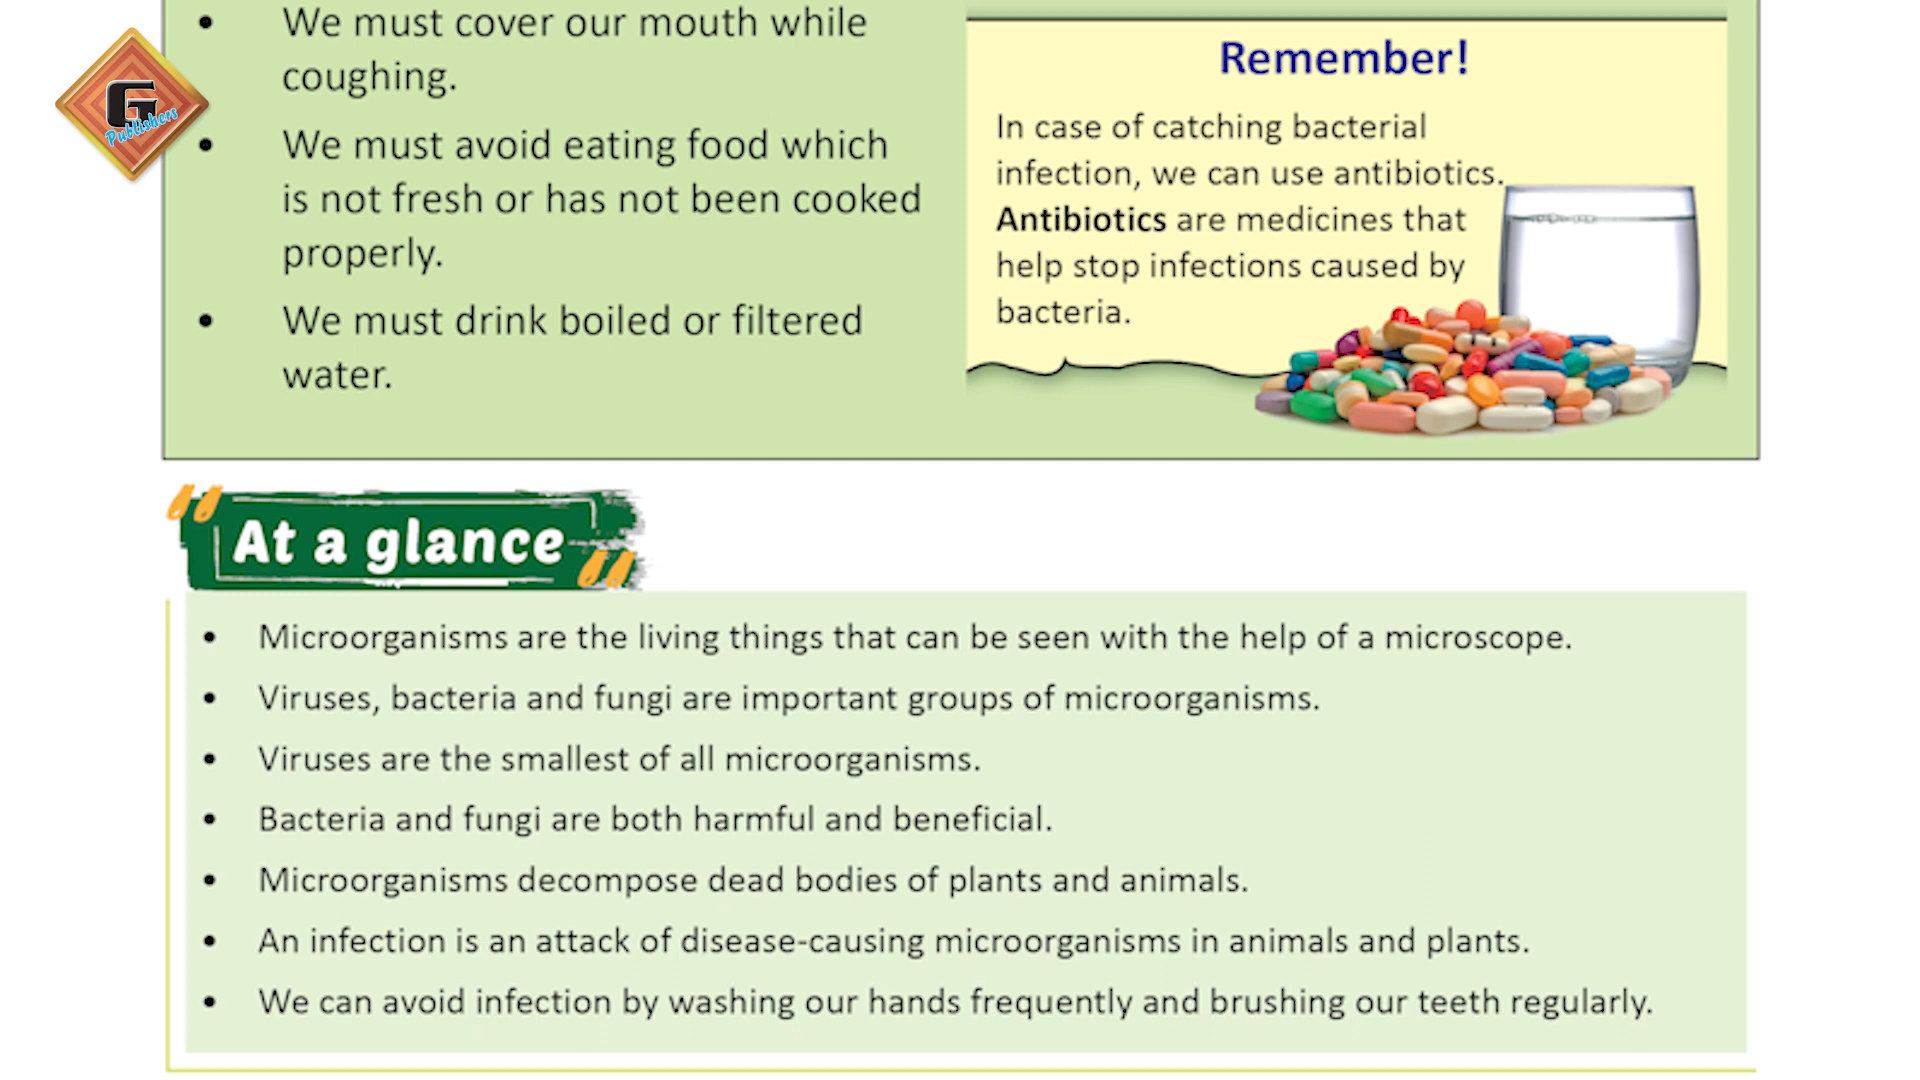 G
Publishers
• We must cover our mouth while
coughing.
• We must avoid eating food which
is not fresh or has not been cooked
properly.
• We must drink boiled or filtered
water.
Remember!
In case of catching bacterial
infection, we can use antibiotics.
Antibiotics are medicines that
help stop infections caused by
bacteria.
At a glance
• Microorganisms are the living things that can be seen with the help of a microscope.
• Viruses, bacteria and fungi are important groups of microorganisms.
• Viruses are the smallest of all microorganisms.
• Bacteria and fungi are both harmful and beneficial.
• Microorganisms decompose dead bodies of plants and animals.
• An infection is an attack of disease-causing microorganisms in animals and plants.
• We can avoid infection by washing our hands frequently and brushing our teeth regularly.